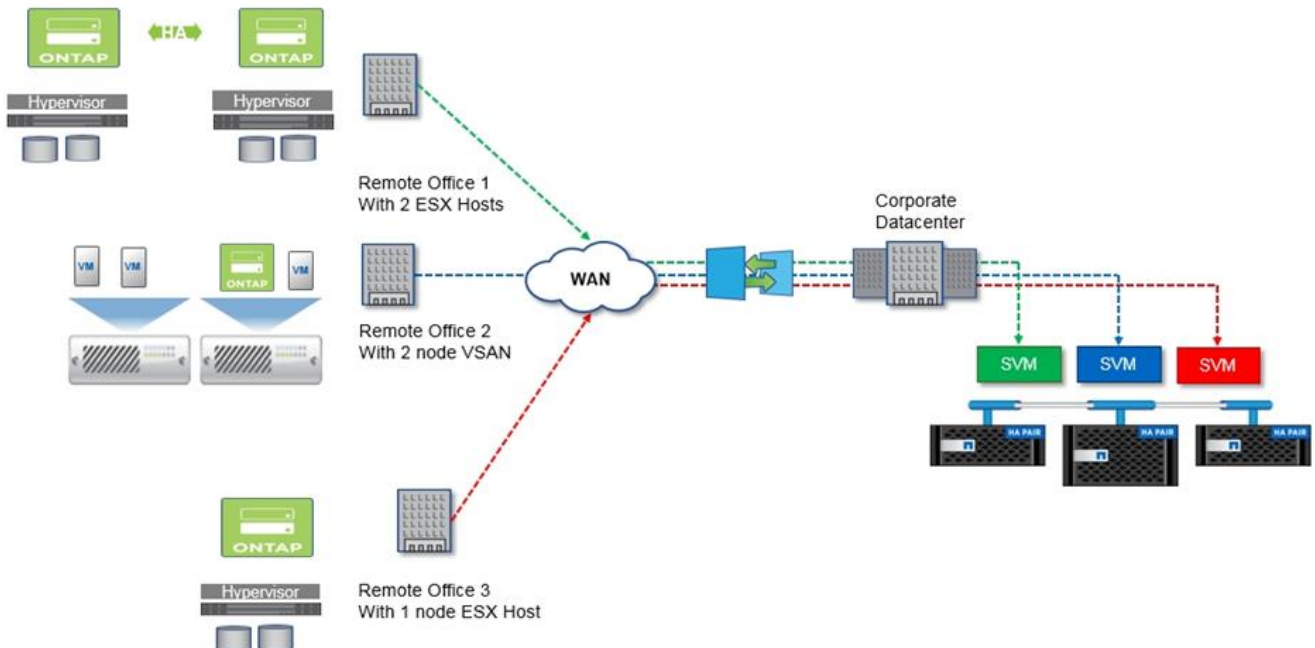 ONTAP
HA
ONTAP
Hypervisor
Hypervisor
Remote Office 1
With 2 ESX Hosts
VM
VM
ONTAP
VM
Remote Office 2
With 2 node VSAN
WAN
Corporate
Datacenter
SVM
SVM
SVM
HA PAIR
HA PAIR
HA PAIR
ONTAP
Hypervisor
Remote Office 3
With 1 node ESX Host